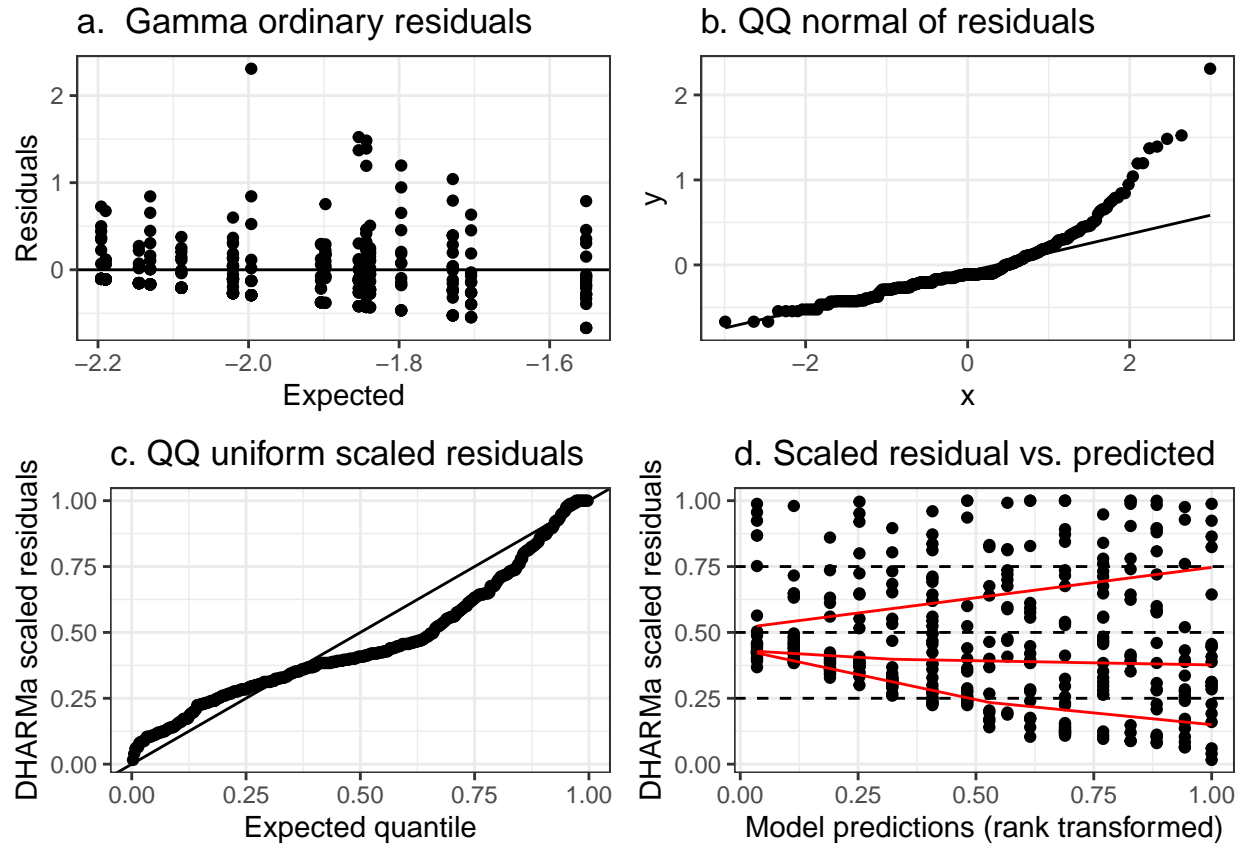 a.  Gamma ordinary residuals
Residuals
2
1
0
−2.2 −2.0 −1.8 −1.6
Expected
b. QQ normal of residuals
y
2
1
0
−2 0 2
x
c. QQ uniform scaled residuals
DHARMa scaled residuals
1.00
0.75
0.50
0.25
0.00
0.00 0.25 0.50 0.75 1.00
Expected quantile
d. Scaled residual vs. predicted
DHARMa scaled residuals
1.00
0.75
0.50
0.25
0.00
0.00 0.25 0.50 0.75 1.00
Model predictions (rank transformed)